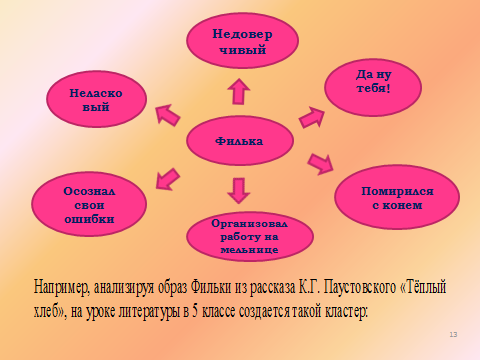 Недовер
чивый
Да ну
тебя!
Неласко
вый
Филька
Осознал
свои
ошибки
Помирился
с конем
Организовал
работу на
мельнице
Например, анализируя образ Фильки из рассказа К.Г. Паустовского «Тёплый
хлеб», на уроке литературы в 5 классе создается такой кластер:
13